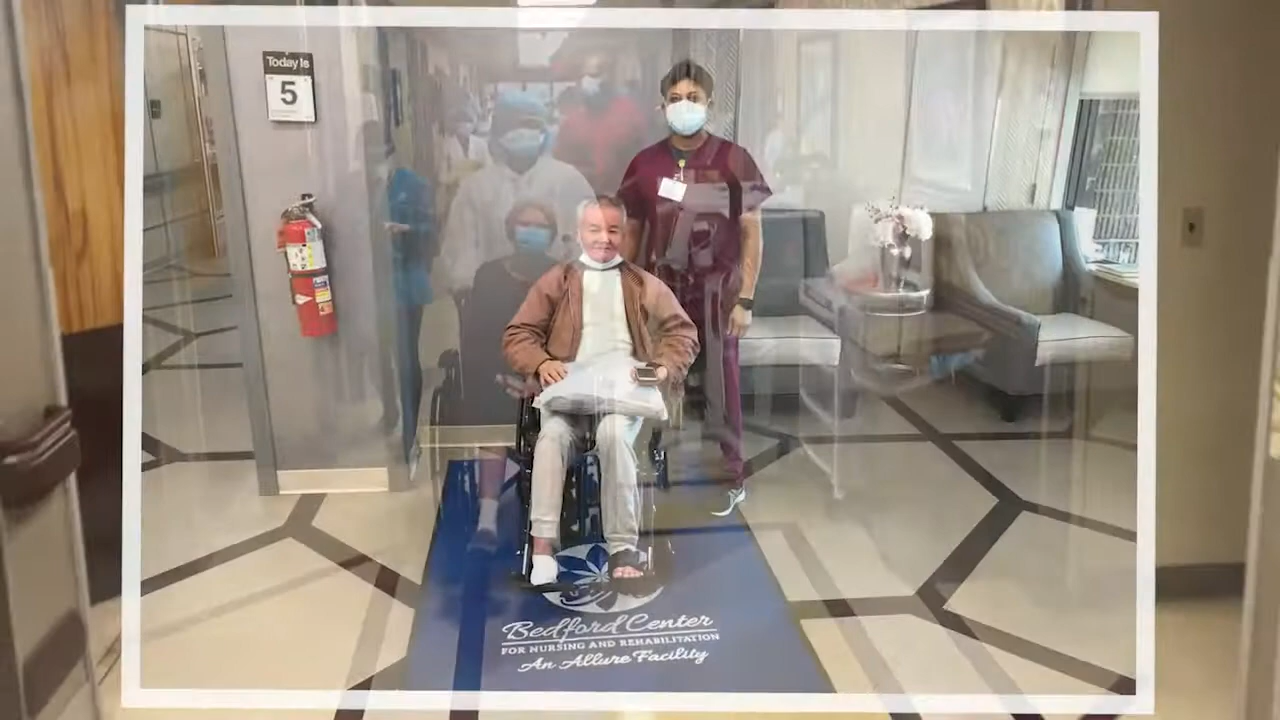 Today Is
5
Bedford Center
FOR NURSING AND REHABILITATION
An Allure Facility